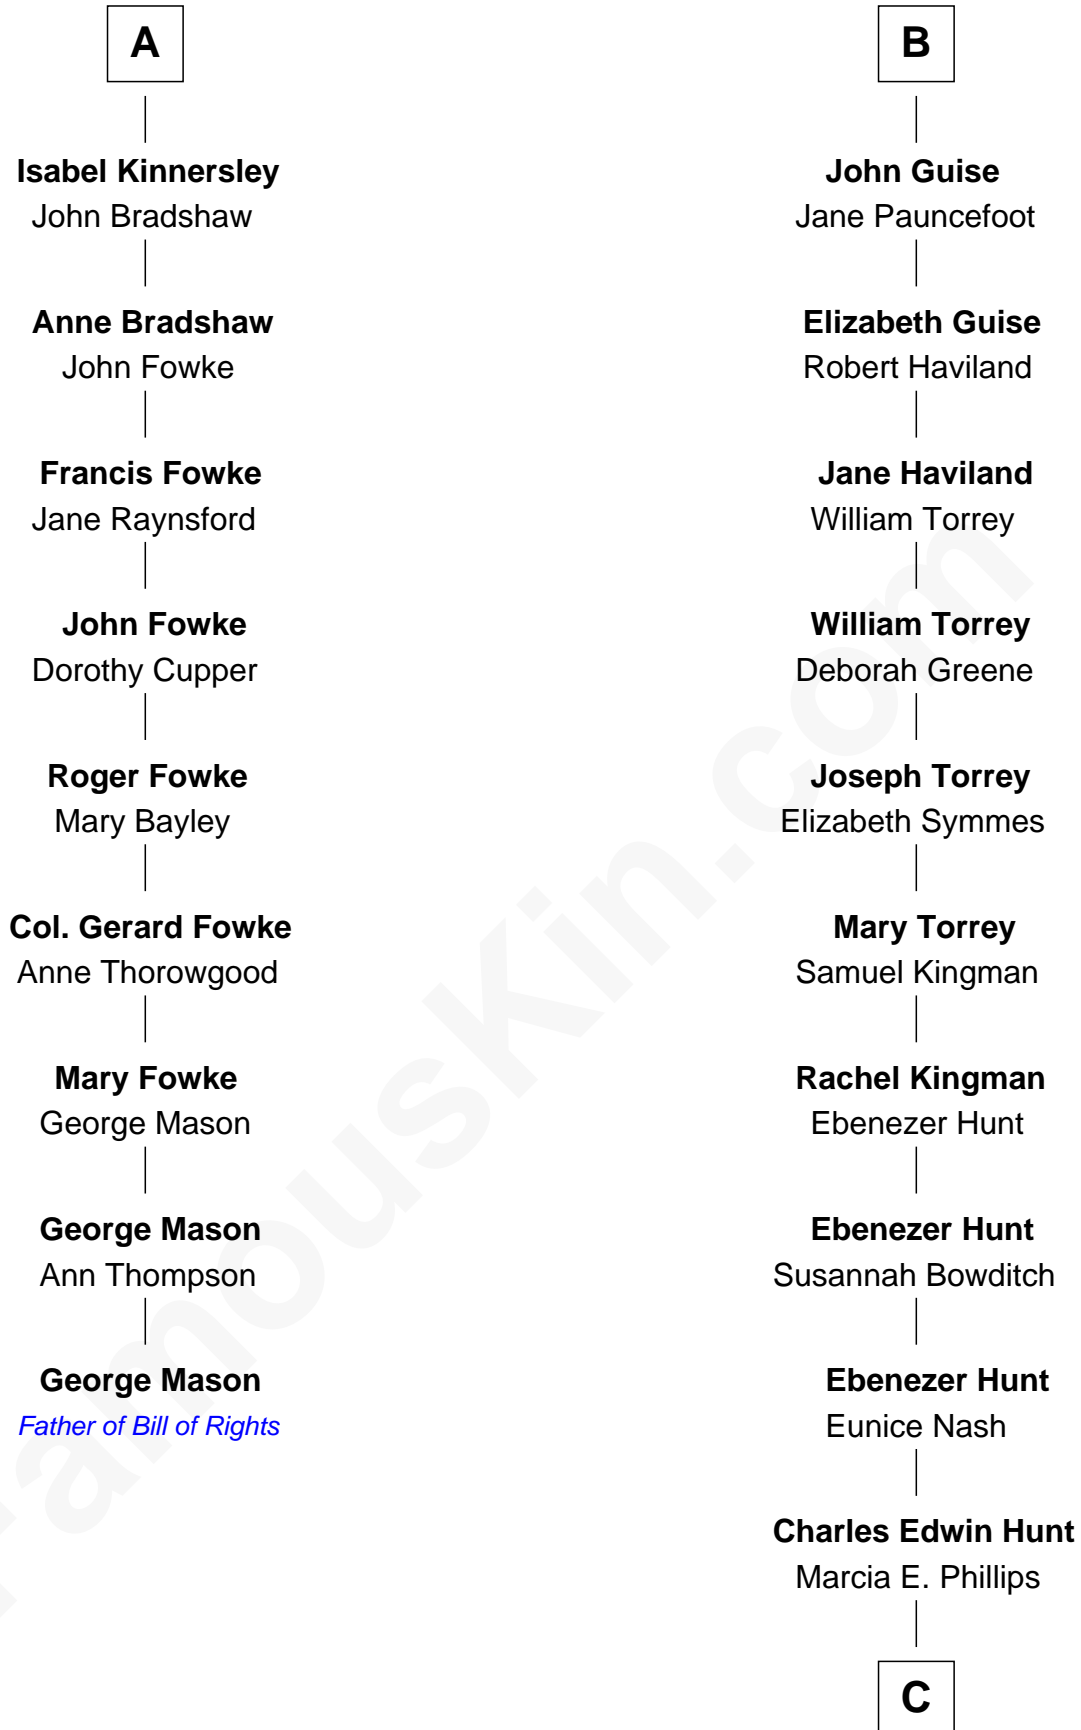 A
Isabel Kinnersley
John Bradshaw
Anne Bradshaw
John Fowke
Francis Fowke
Jane Raynsford
John Fowke
Dorothy Cupper
Roger Fowke
Mary Bayley
Col. Gerard Fowke
Anne Thorowgood
Mary Fowke
George Mason
George Mason
Ann Thompson
George Mason
Father of Bill of Rights
B
John Guise
Jane Pauncefoot
Elizabeth Guise
Robert Haviland
Jane Haviland
William Torrey
William Torrey
Deborah Greene
Joseph Torrey
Elizabeth Symmes
Mary Torrey
Samuel Kingman
Rachel Kingman
Ebenezer Hunt
Ebenezer Hunt
Susannah Bowditch
Ebenezer Hunt
Eunice Nash
Charles Edwin Hunt
Marcia E. Phillips
C
FamousKin.com